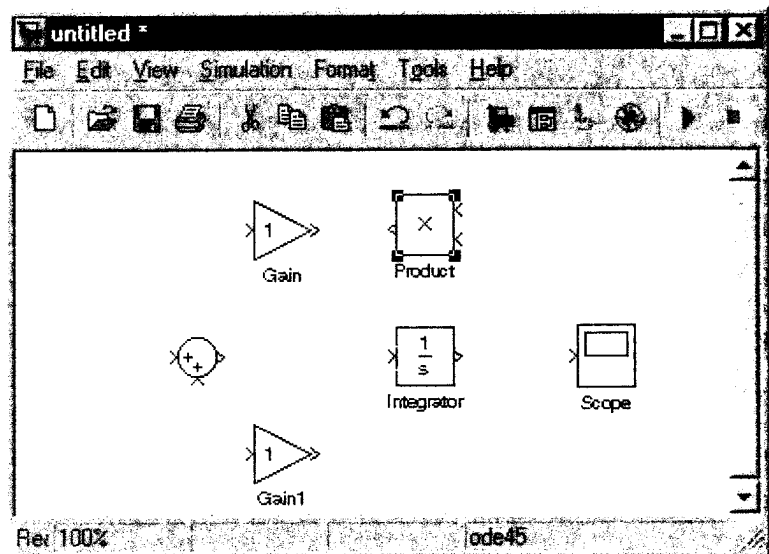 untitled *
File Edit View Simulation Format Tools Help
1
Gain
×
Product
+
+
1
s
Integrator
Scope
1
Gain1
100%
ode45